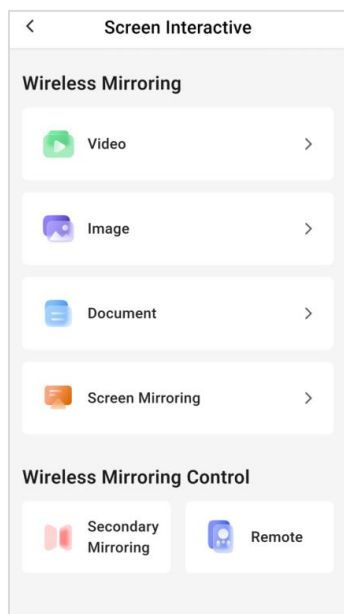 Screen Interactive
Wireless Mirroring
Video
Image
Document
Screen Mirroring
Wireless Mirroring Control
Secondary
Mirroring
Remote